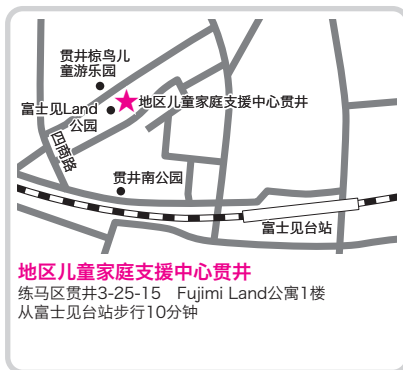 贯井椋鸟儿
童游乐园
地区儿童家庭支援中心贯井
富士见Land
公园
四商路
贯井南公园
富士见台站
地区儿童家庭支援中心贯井
练马区贯井3-25-15　Fujimi Land公寓1楼
从富士见台站步行10分钟